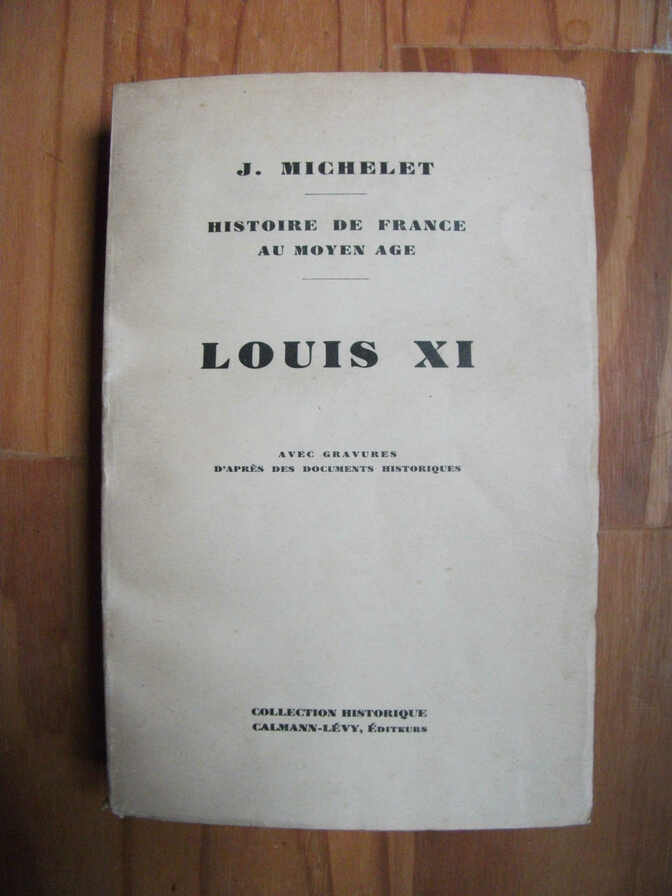 J. MICHELET
HISTOIRE DE FRANCE
AU MOYEN AGE
LOUIS XI
AVEC GRAVURES
D'APRÈS DES DOCUMENTS HISTORIQUES
COLLECTION HISTORIQUE
CALMANN-LÉVY, ÉDITEURS